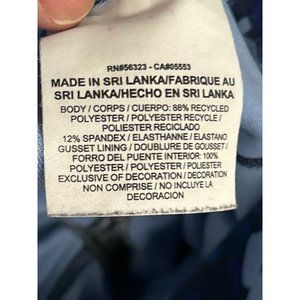 RN#56323 - CA#05553
MADE IN SRI LANKA/FABRIQUE AU
SRI LANKA/HECHO EN SRI LANKA
BODY / CORPS / CUERPO: 88% RECYCLED
POLYESTER / POLYESTER RECYCLE /
POLIESTER RECICLADO
12% SPANDEX / ELASTHANNE / ELASTANO
GUSSET LINING / DOUBLURE DE GOUSSET /
FORRO DEL PUENTE INTERIOR: 100%
POLYESTER / POLYESTER / POLIESTER
EXCLUSIVE OF DECORATION / DECORATION
NON COMPRISE / NO INCLUYE LA
DECORACION